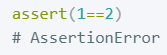 assert(1==2)
# AssertionError